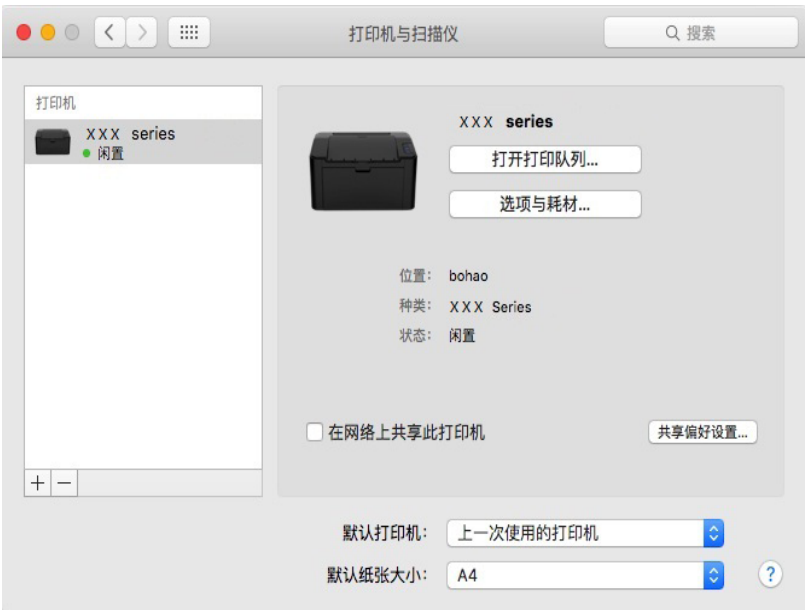 打印机与扫描仪
搜索
打印机
XXX series
闲置
XXX series
打开打印队列...
选项与耗材...
位置: bohao
种类: XXX Series
状态: 闲置
在网络上共享此打印机
共享偏好设置...
+ −
默认打印机: 上一次使用的打印机
默认纸张大小: A4
?